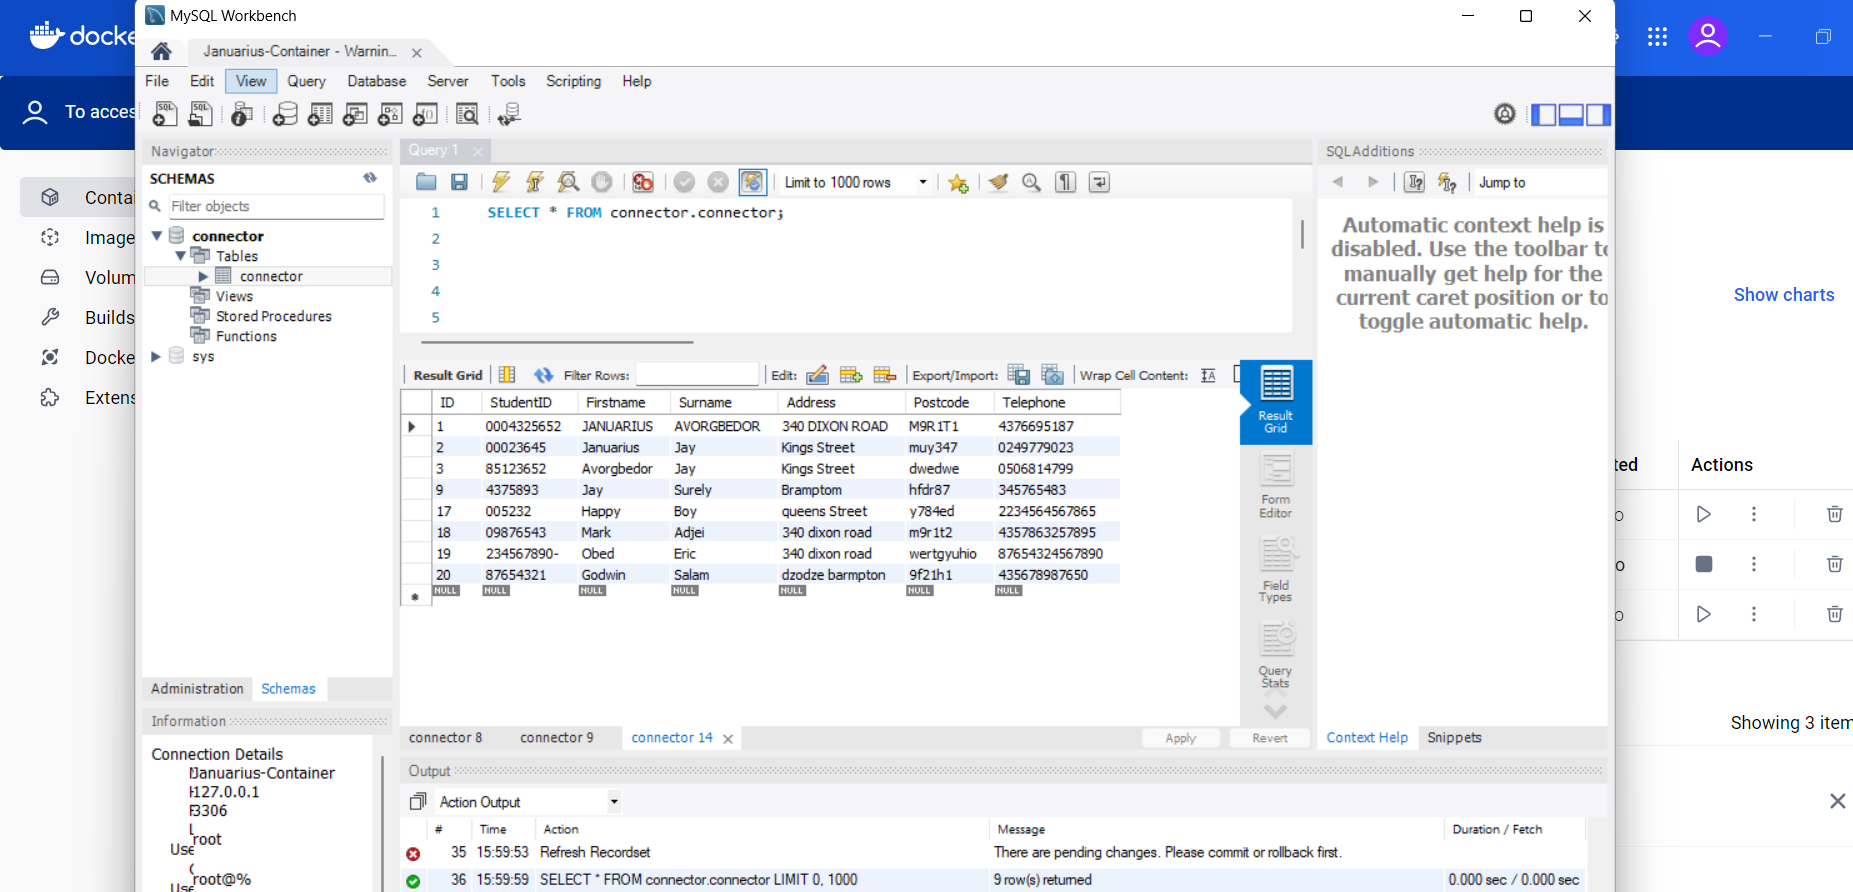 MySQL Workbench
docke
Januarius-Container - Warnin...
File Edit View Query Database Server Tools Scripting Help
To acces
Navigator
Query 1
SQLAdditions
SCHEMAS
Limit to 1000 rows
Jump to
Filter objects
Contai
Image
Volum
Builds
Docke
Extens
connector
Tables
connector
Views
Stored Procedures
Functions
sys
1 SELECT * FROM connector.connector;
2
3
4
5
Automatic context help is
disabled. Use the toolbar to
manually get help for the
current caret position or to
toggle automatic help.
Show charts
Result Grid Filter Rows: Edit: Export/Import: Wrap Cell Content:
ID StudentID Firstname Surname Address Postcode Telephone
1 0004325652 JANUARIUS AVORGBEDOR 340 DIXON ROAD M9R1T1 4376695187
2 00023645 Januarius Jay Kings Street muy347 0249779023
3 85123652 Avorgbedor Jay Kings Street dwedwe 0506814799
9 4375893 Jay Surely Bramptom hfdr87 345765483
17 005232 Happy Boy queens Street y784ed 2234564567865
18 09876543 Mark Adjei 340 dixon road m9r1t2 4357863257895
19 234567890- Obed Eric 340 dixon road wertgyuhio 87654324567890
20 87654321 Godwin Salam dzodze barmpton 9f21h1 435678987650
NULL NULL NULL NULL NULL NULL NULL
Result
Grid
Form
Editor
Field
Types
Query
Stats
ted Actions
o
o
o
Showing 3 item
Administration Schemas
Information
Connection Details
Januarius-Container
127.0.0.1
3306
root
Use
root@%
Use
connector 8 connector 9 connector 14
Apply Revert
Context Help Snippets
Output
Action Output
# Time Action Message Duration / Fetch
35 15:59:53 Refresh Recordset There are pending changes. Please commit or rollback first.
36 15:59:59 SELECT * FROM connector.connector LIMIT 0, 1000 9 row(s) returned 0.000 sec / 0.000 sec